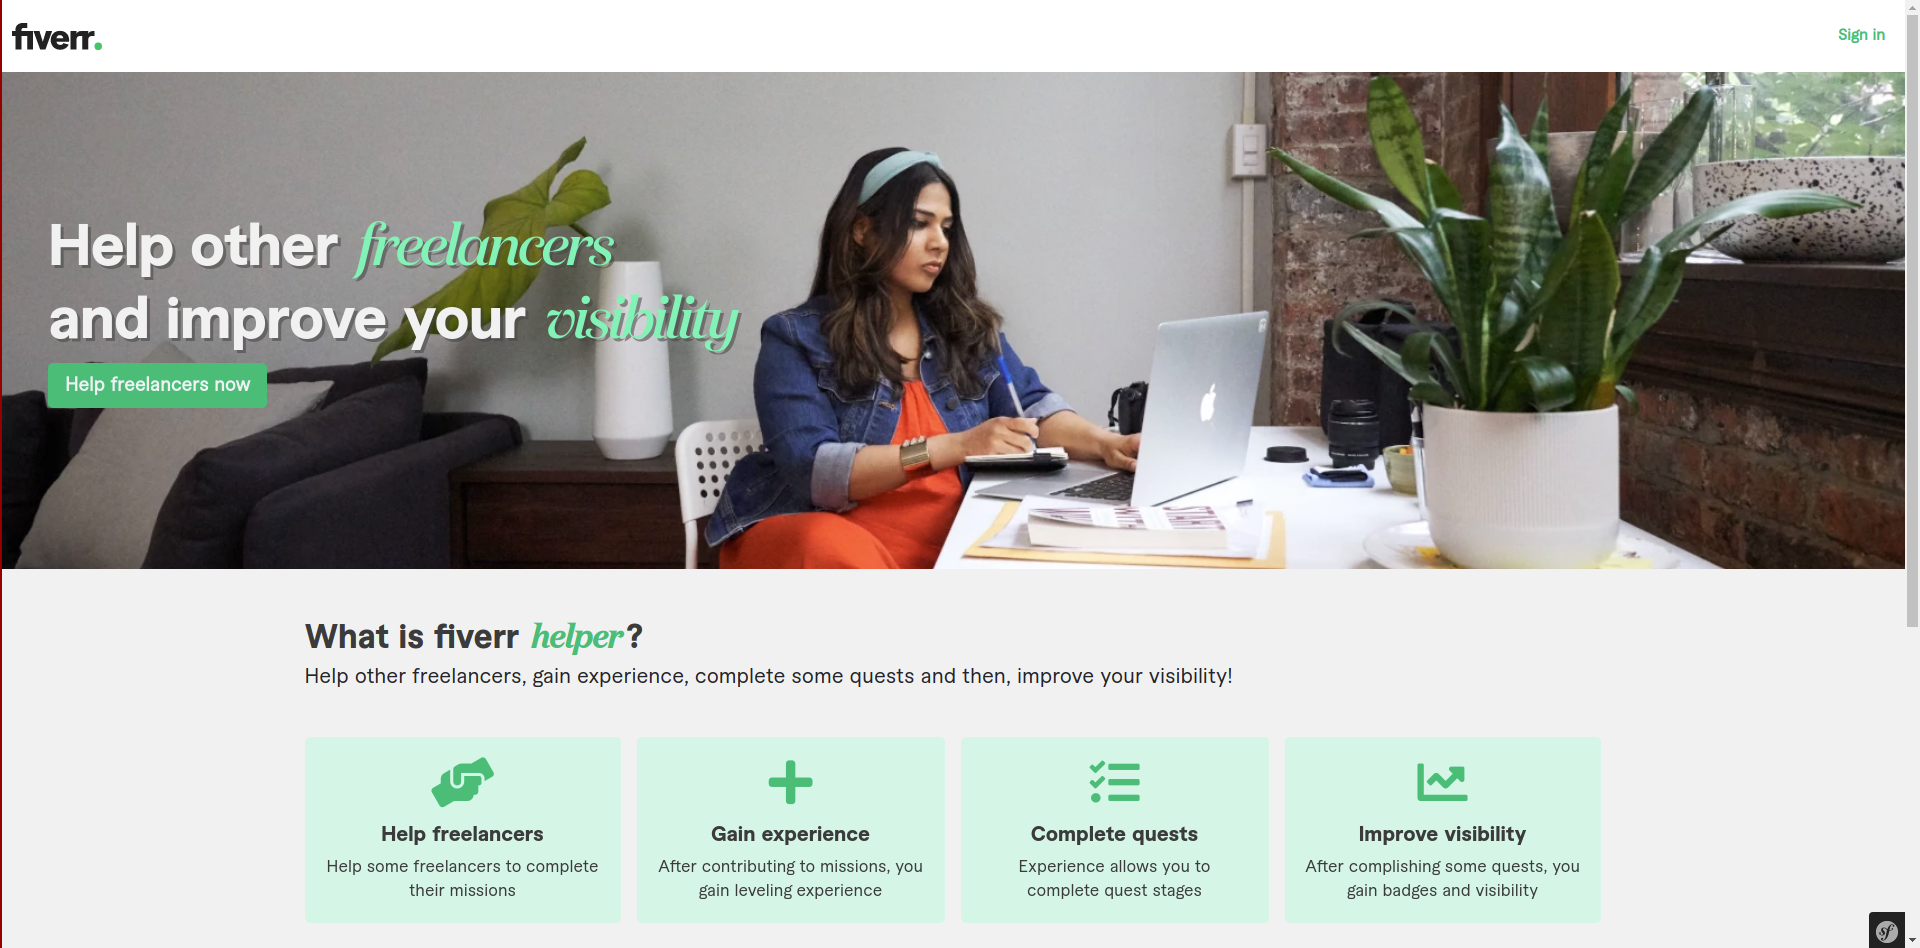 fiverr.
Sign in
Help other freelancers
and improve your visibility
Help freelancers now
What is fiverr helper?
Help other freelancers, gain experience, complete some quests and then, improve your visibility!
Help freelancers
Help some freelancers to complete
their missions
Gain experience
After contributing to missions, you
gain leveling experience
Complete quests
Experience allows you to
complete quest stages
Improve visibility
After complishing some quests, you
gain badges and visibility
sf